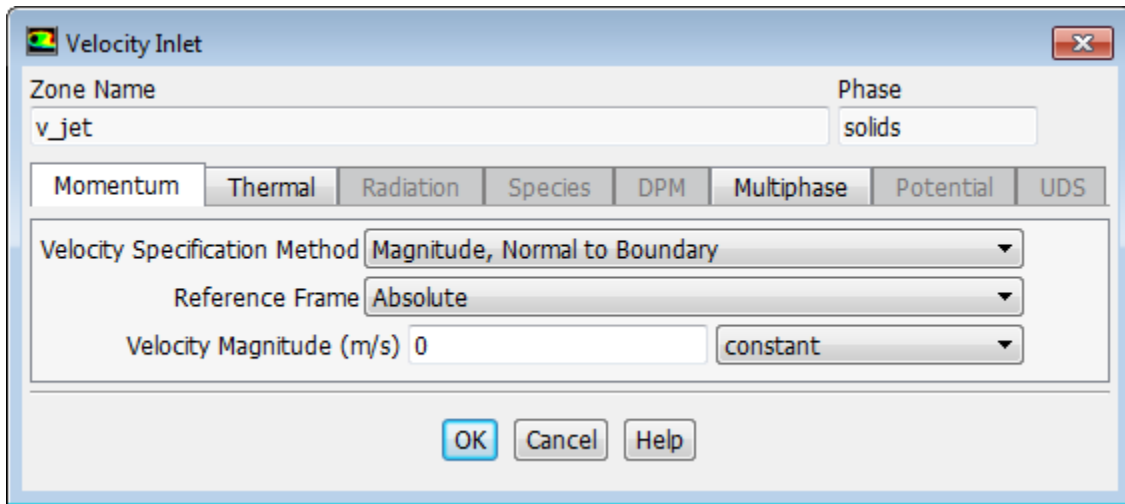 Velocity Inlet
Zone Name Phase
v_jet solids
Momentum Thermal Radiation Species DPM Multiphase Potential UDS
Velocity Specification Method Magnitude, Normal to Boundary
Reference Frame Absolute
Velocity Magnitude (m/s) 0 constant
OK Cancel Help